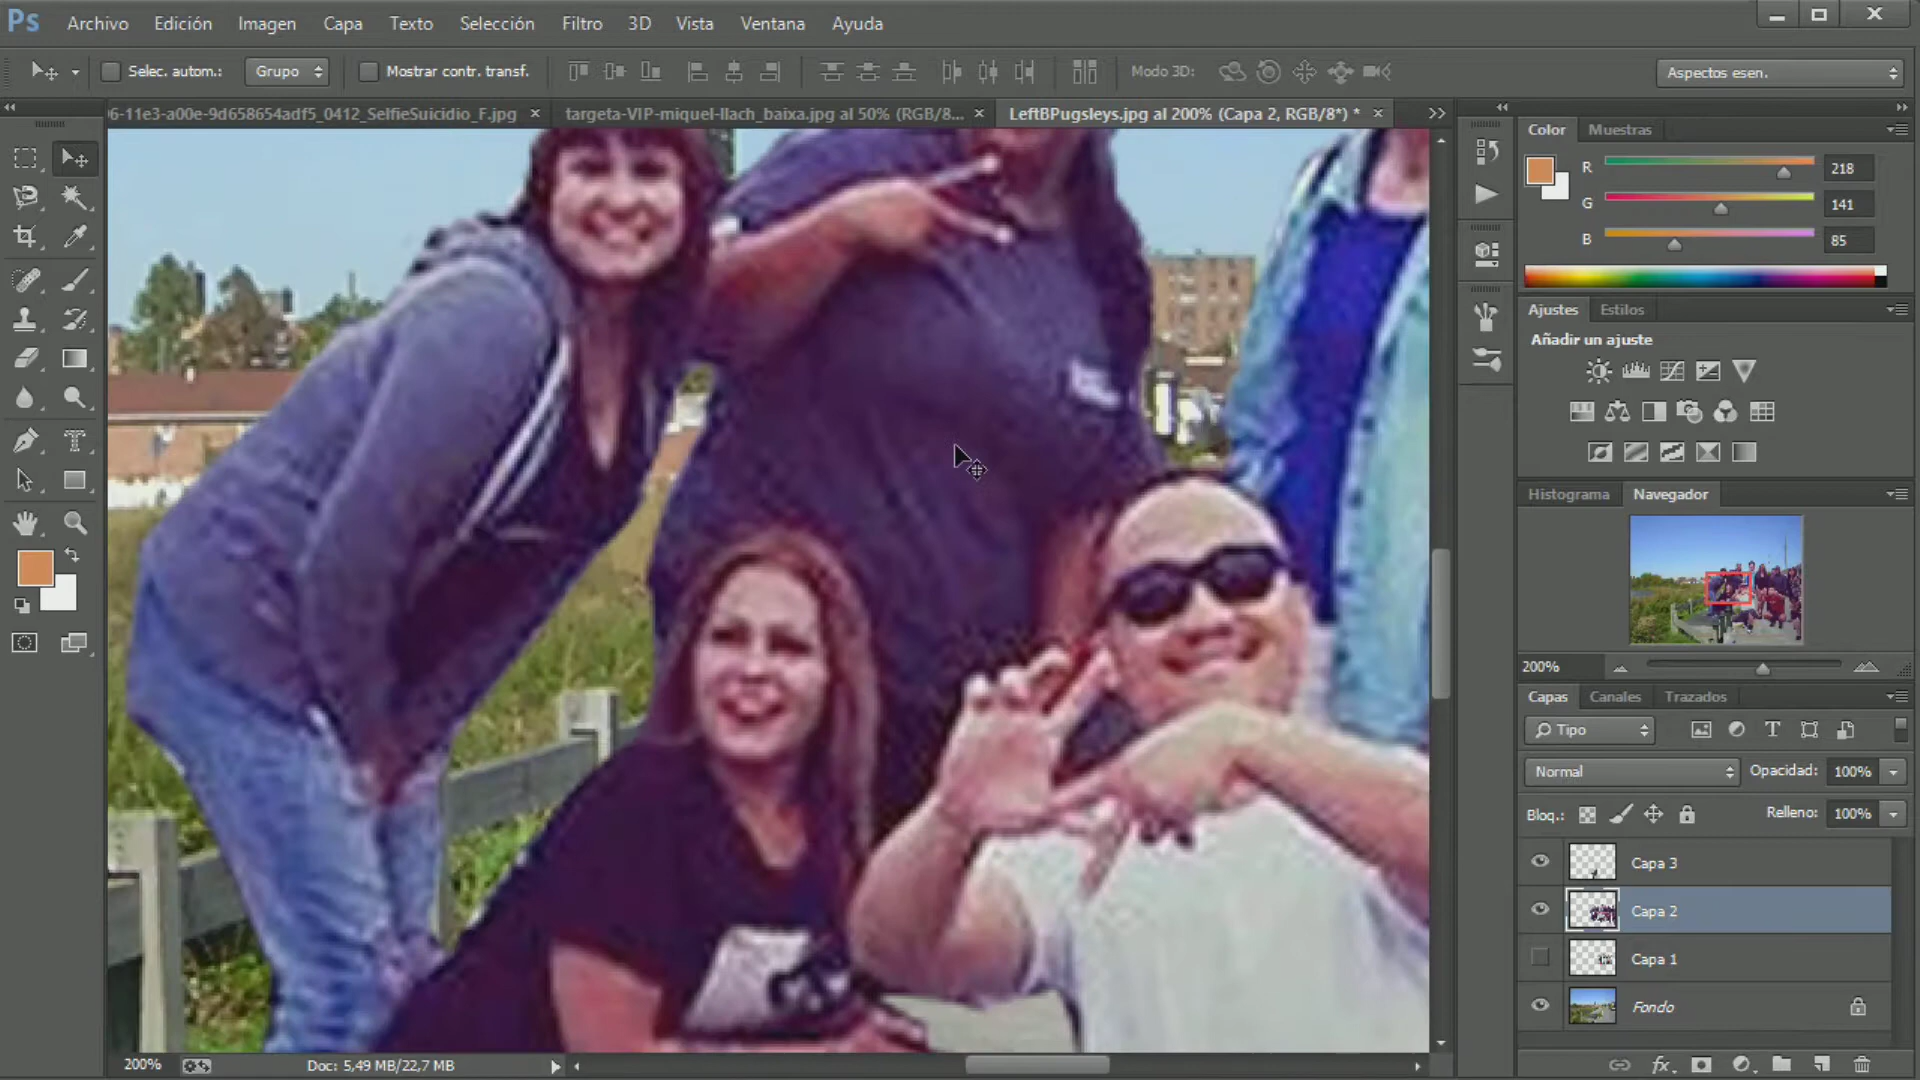 Ps Archivo Edición Imagen Capa Texto Selección Filtro 3D Vista Ventana Ayuda
Selec. autom.: Grupo Mostrar contr. transf. Modo 3D: Aspectos esen.
6-11e3-a00e-9d658654adf5_0412_SelfieSuicidio_F.jpg targeta-VIP-miquel-llach_baixa.jpg al 50% (RGB/8... LeftBPugsleys.jpg al 200% (Capa 2, RGB/8*) *
Color Muestras
R 218
G 141
B 85
Ajustes Estilos
Añadir un ajuste
Histograma Navegador
200%
Capas Canales Trazados
Tipo
Normal Opacidad: 100%
Bloq.: Relleno: 100%
Capa 3
Capa 2
Capa 1
Fondo
200% Doc: 5,49 MB/22,7 MB